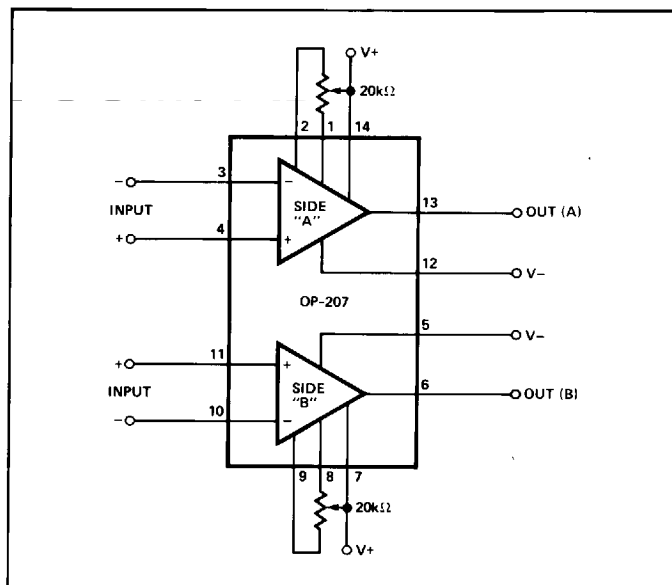 V+
20kΩ
2 1 14
− 3 −
SIDE "A"
13 OUT (A)
INPUT
+ 4 +
12 V−
OP-207
5 V−
+ 11 +
SIDE "B"
6 OUT (B)
INPUT
− 10 −
9 8 7
20kΩ
V+